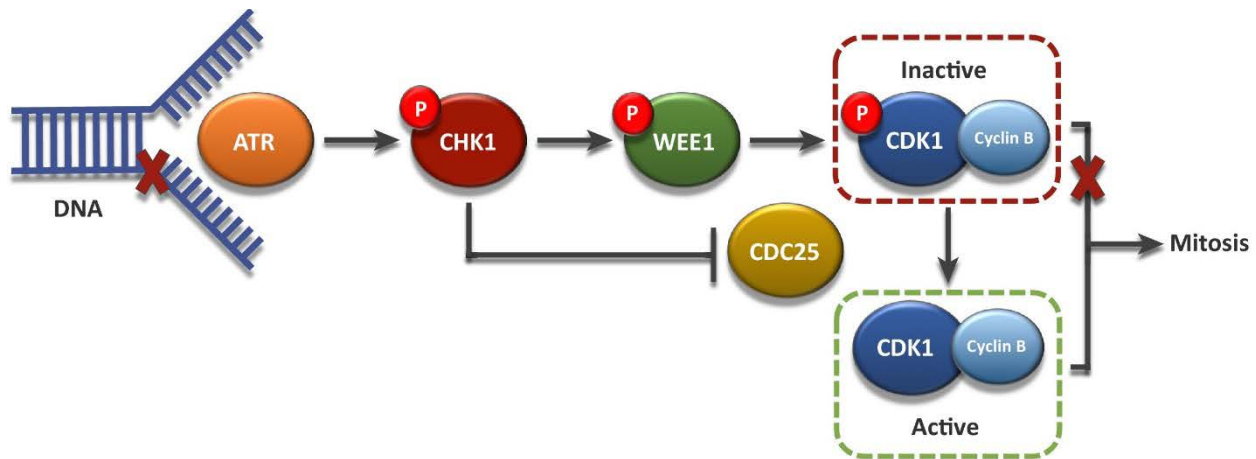 DNA
ATR
P
CHK1
P
WEE1
CDC25
Inactive
P
CDK1
Cyclin B
CDK1
Cyclin B
Active
Mitosis